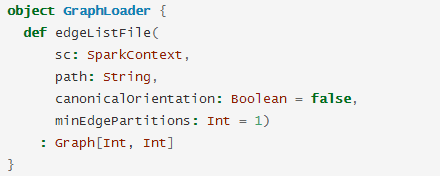 object GraphLoader {
  def edgeListFile(
      sc: SparkContext,
      path: String,
      canonicalOrientation: Boolean = false,
      minEdgePartitions: Int = 1)
    : Graph[Int, Int]
}